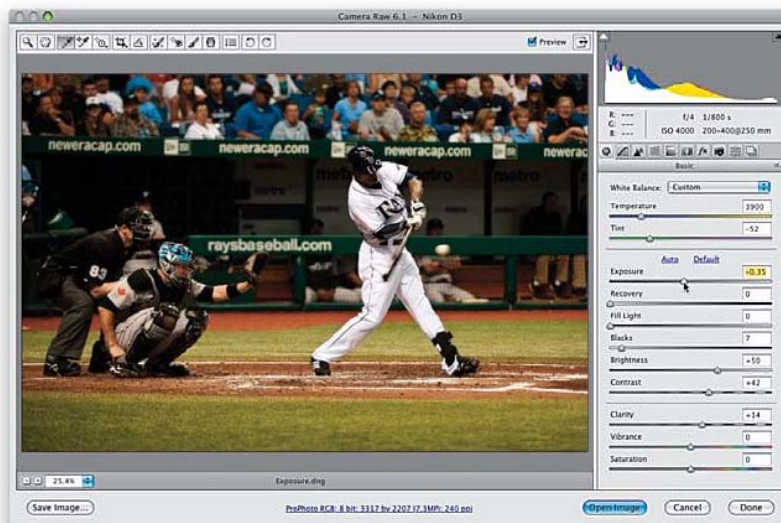 Camera Raw 6.1 – Nikon D3
Preview
R: ---
G: ---
B: ---
f/4 1/800 s
ISO 4000 200-400@250 mm
Basic
White Balance: Custom
Temperature 3900
Tint -52
Auto Default
Exposure -0.35
Recovery 0
Fill Light 0
Blacks 7
Brightness +50
Contrast +42
Clarity +14
Vibrance 0
Saturation 0
neweracap.com
neweracap.com
neweracap.com
metro
raysbaseball.com
83
25.4%
Exposure.dng
Save Image...
ProPhoto RGB; 8 bit; 3317 by 2207 (7.3MP); 240 ppi
Open Image
Cancel
Done